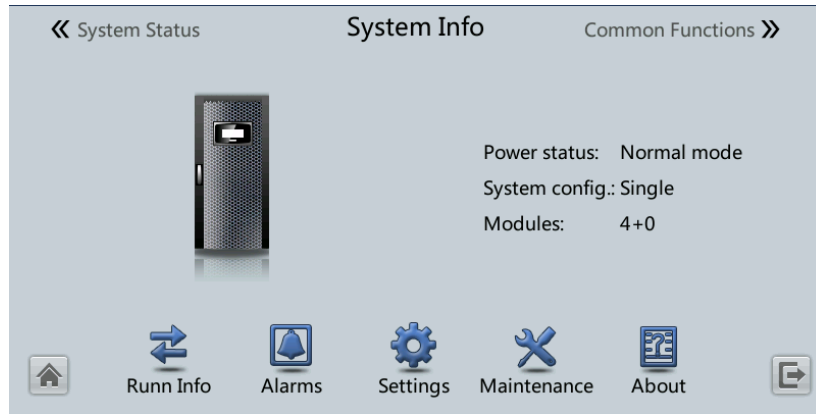 « System Status System Info Common Functions »
Power status: Normal mode
System config.: Single
Modules: 4+0
Runn Info Alarms Settings Maintenance About